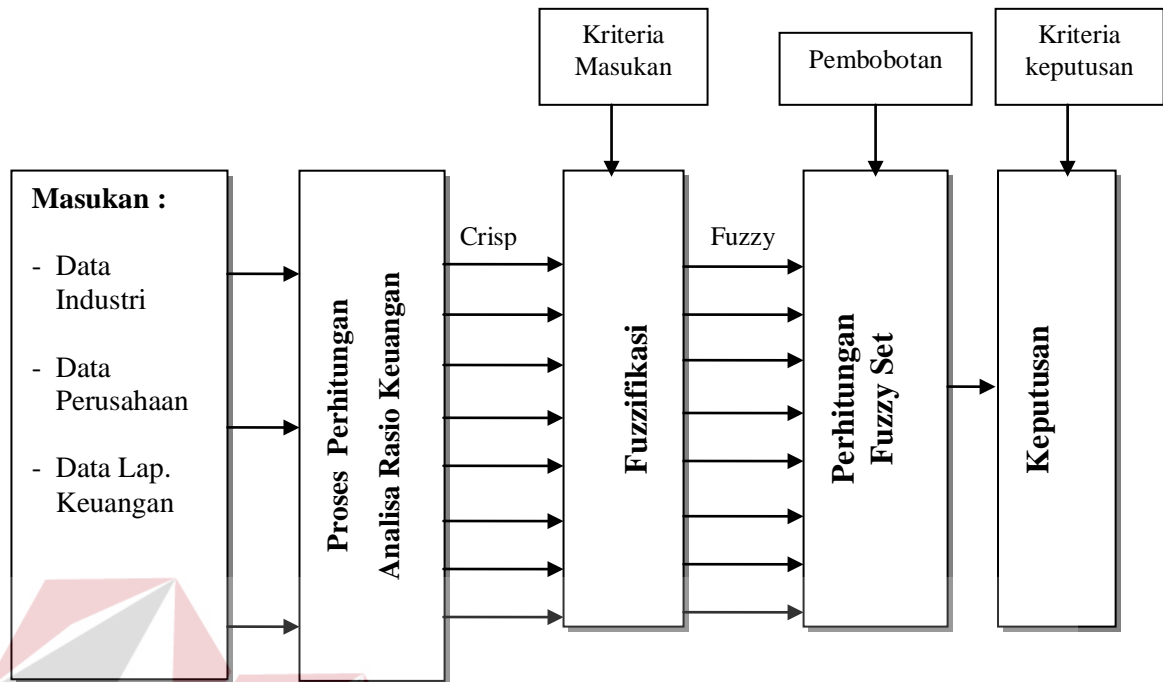 Kriteria
Masukan
Pembobotan
Kriteria
keputusan
Masukan :
- Data
Industri
- Data
Perusahaan
- Data Lap.
Keuangan
Proses Perhitungan
Analisa Rasio Keuangan
Crisp
Fuzzifikasi
Fuzzy
Perhitungan
Fuzzy Set
Keputusan